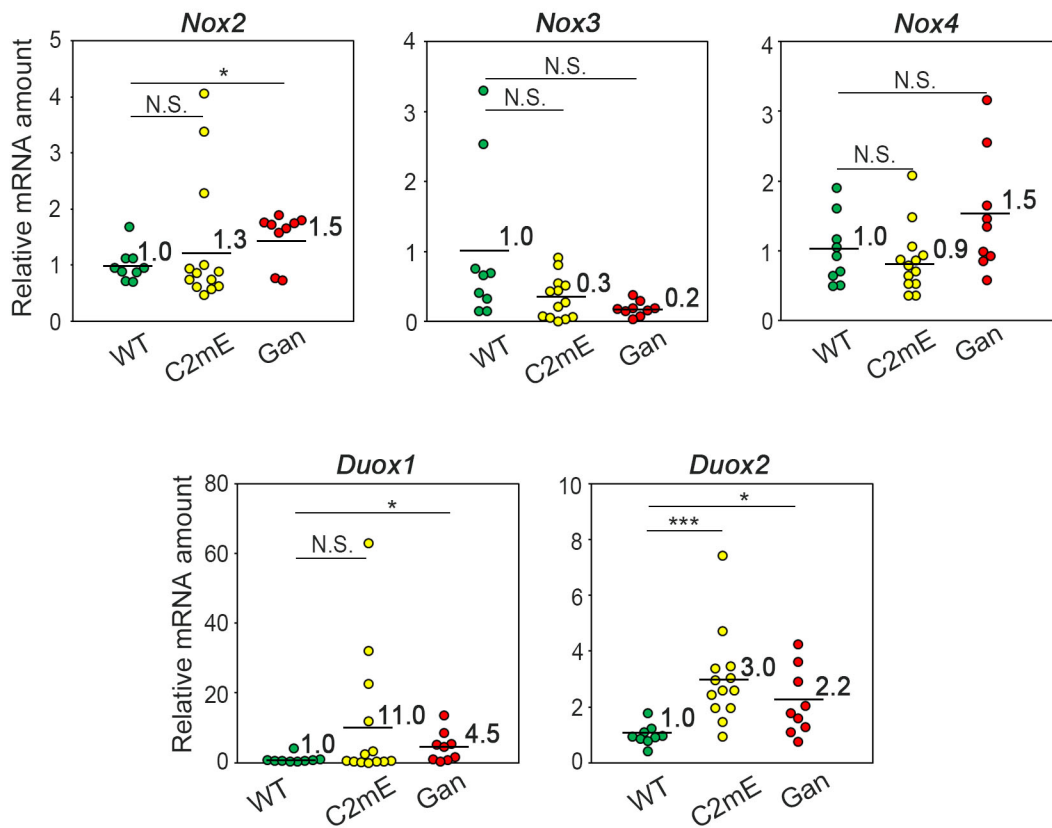 Nox2
Nox3
Nox4
Relative mRNA amount
5
4
3
2
1
0
*
N.S.
1.0
1.3
1.5
WT
C2mE
Gan
4
3
2
1
0
N.S.
N.S.
1.0
0.3
0.2
WT
C2mE
Gan
4
3
2
1
0
N.S.
N.S.
1.0
0.9
1.5
WT
C2mE
Gan
Duox1
Duox2
Relative mRNA amount
80
60
40
20
0
*
N.S.
1.0
11.0
4.5
WT
C2mE
Gan
10
8
6
4
2
0
*
***
1.0
3.0
2.2
WT
C2mE
Gan